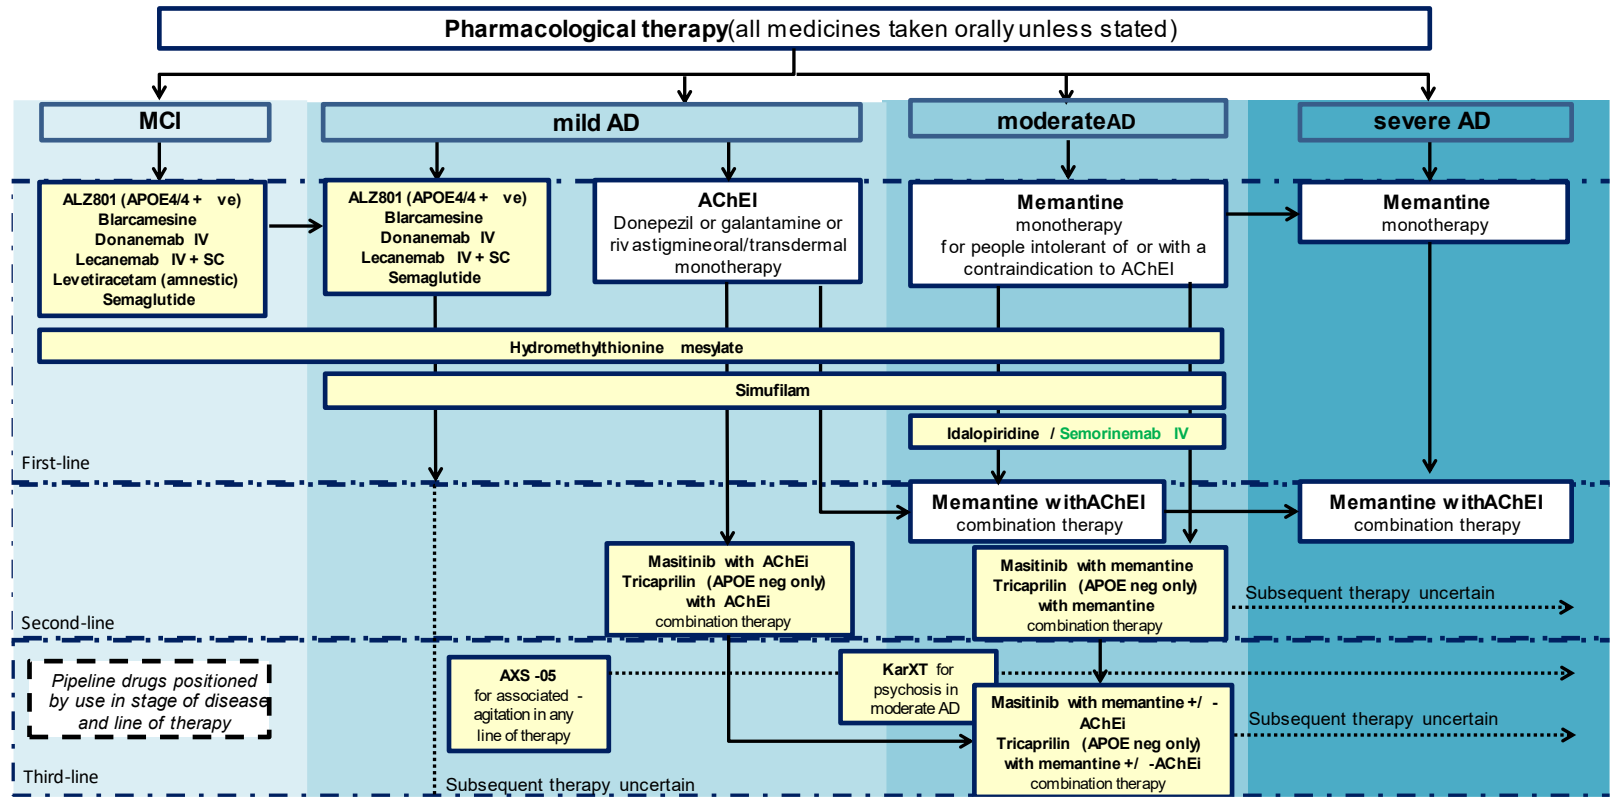 Pharmacological therapy(all medicines taken orally unless stated)
MCI
mild AD
moderateAD
severe AD
ALZ801 (APOE4/4 + ve)
Blarcamesine
Donanemab IV
Lecanemab IV + SC
Levetiracetam (amnestic)
Semaglutide
ALZ801 (APOE4/4 + ve)
Blarcamesine
Donanemab IV
Lecanemab IV + SC
Semaglutide
AChEI
Donepezil or galantamine or
rivastigmineoral/transdermal
monotherapy
Memantine
monotherapy
for people intolerant of or with a
contraindication to AChEI
Memantine
monotherapy
Hydromethylthionine mesylate
Simufilam
Idalopiridine / Semorinemab IV
First-line
Memantine withAChEI
combination therapy
Memantine withAChEI
combination therapy
Masitinib with AChEi
Tricaprilin (APOE neg only)
with AChEi
combination therapy
Masitinib with memantine
Tricaprilin (APOE neg only)
with memantine
combination therapy
Subsequent therapy uncertain
Second-line
Pipeline drugs positioned
by use in stage of disease
and line of therapy
AXS -05
for associated -
agitation in any
line of therapy
KarXT for
psychosis in
moderate AD
Masitinib with memantine +/ -
AChEi
Tricaprilin (APOE neg only)
with memantine +/ -AChEi
combination therapy
Subsequent therapy uncertain
Third-line
Subsequent therapy uncertain